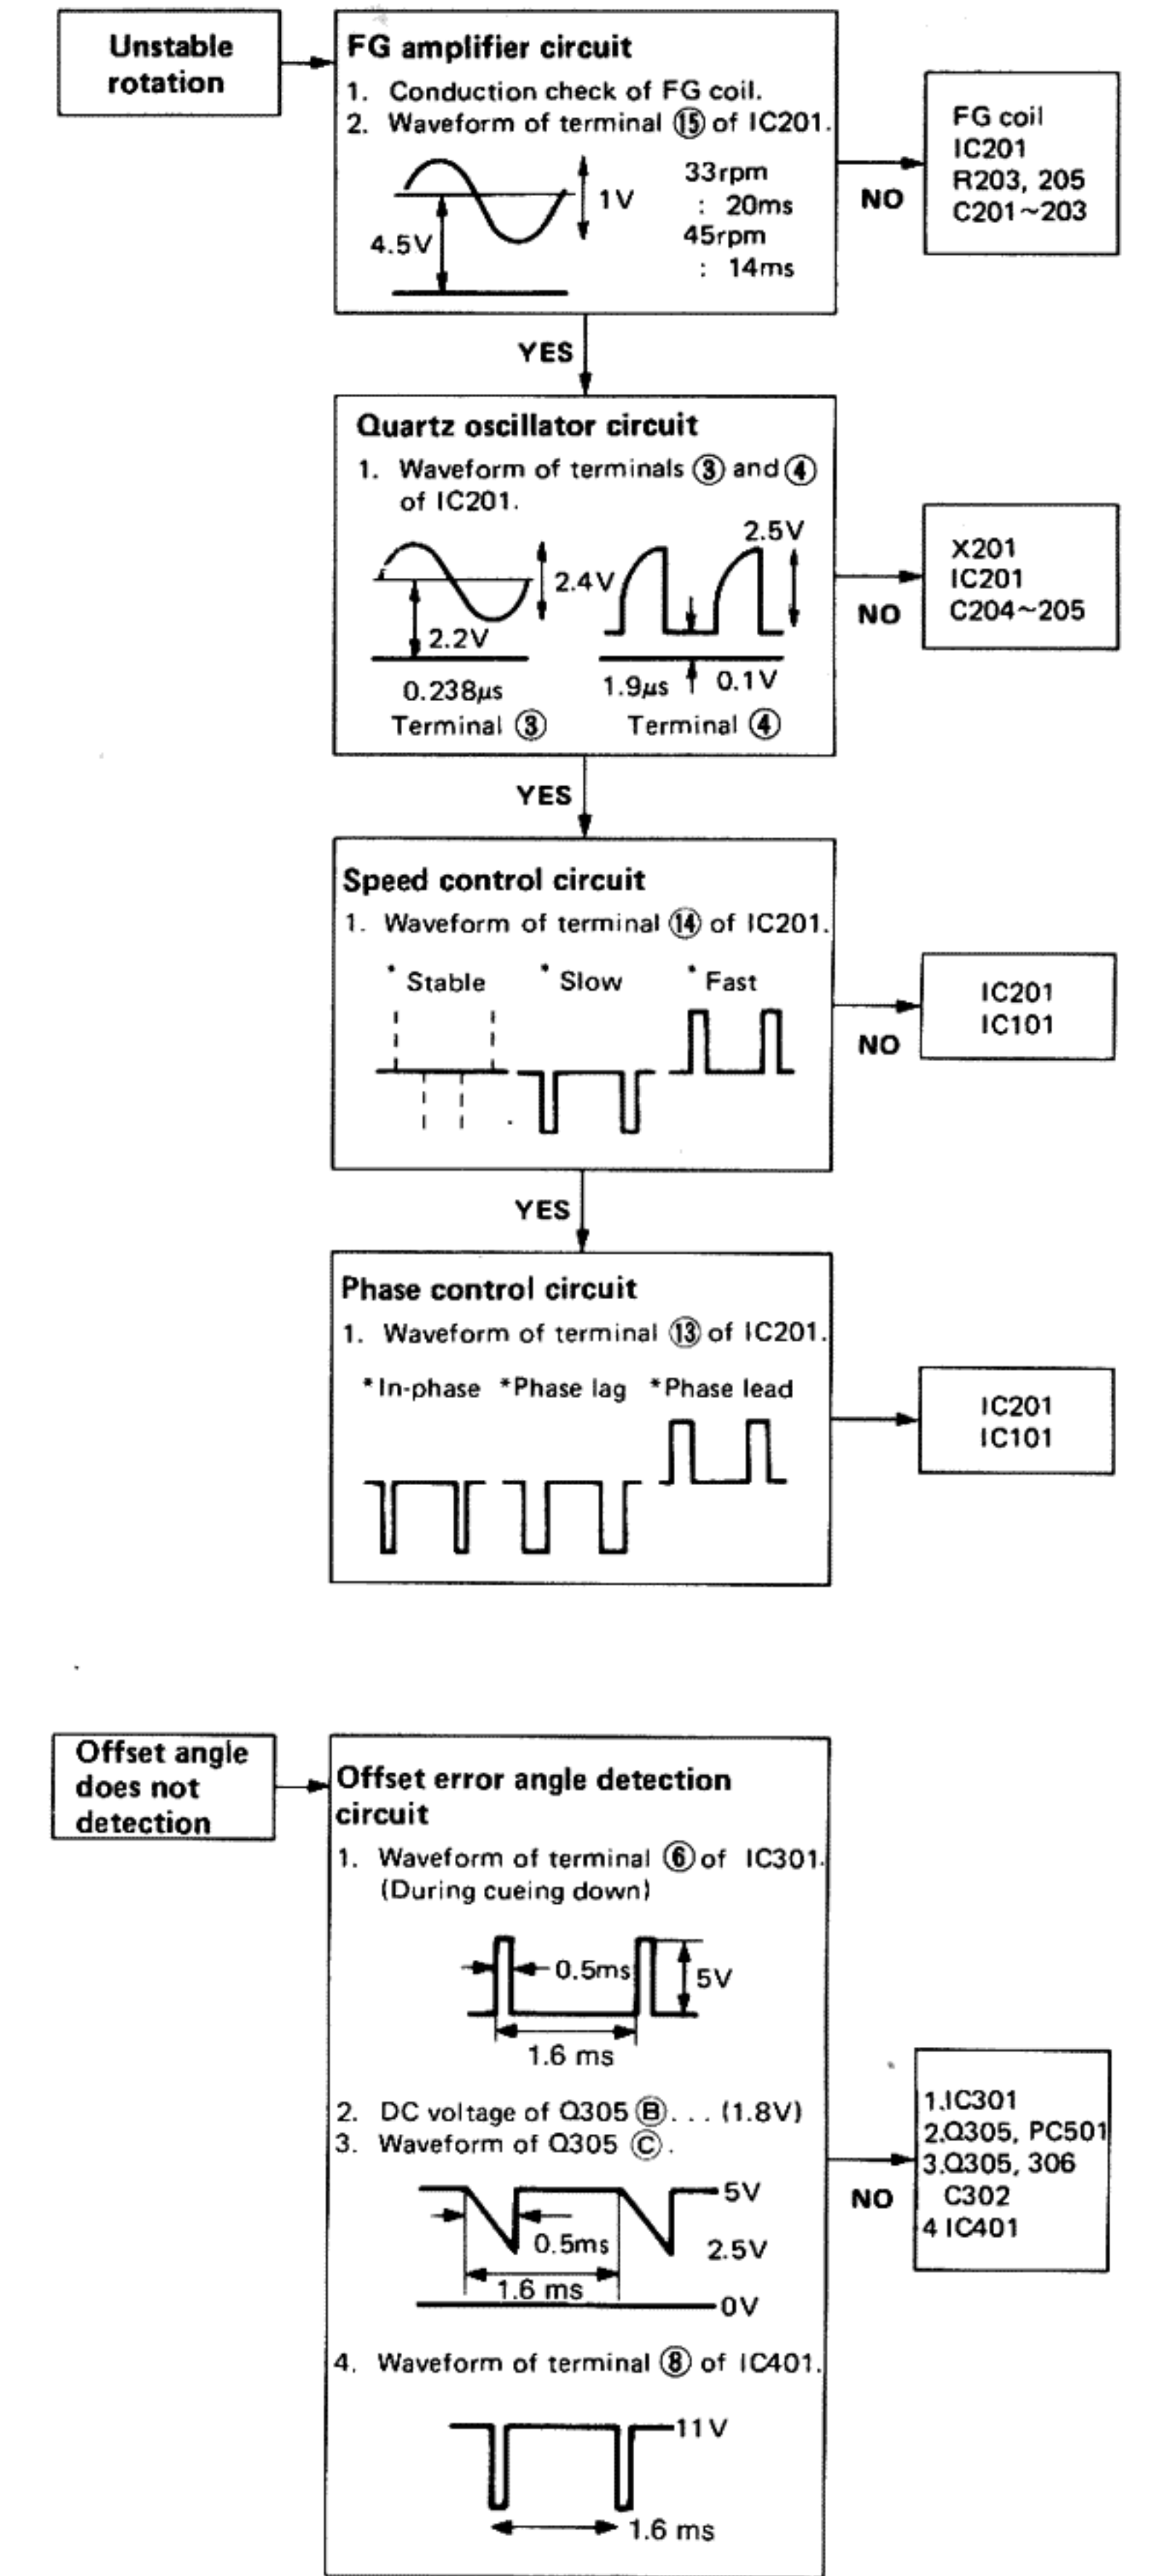 Unstable
rotation
FG amplifier circuit
1. Conduction check of FG coil.
2. Waveform of terminal ⑮ of IC201.
1V
4.5V
33rpm
: 20ms
45rpm
: 14ms
NO
FG coil
IC201
R203, 205
C201~203
YES
Quartz oscillator circuit
1. Waveform of terminals ③ and ④
of IC201.
2.4V
2.2V
0.238µs
Terminal ③
2.5V
1.9µs
0.1V
Terminal ④
NO
X201
IC201
C204~205
YES
Speed control circuit
1. Waveform of terminal ⑭ of IC201.
* Stable * Slow * Fast
NO
IC201
IC101
YES
Phase control circuit
1. Waveform of terminal ⑬ of IC201.
*In-phase *Phase lag *Phase lead
IC201
IC101
Offset angle
does not
detection
Offset error angle detection
circuit
1. Waveform of terminal ⑥ of IC301.
(During cueing down)
0.5ms
5V
1.6 ms
2. DC voltage of Q305 Ⓑ... (1.8V)
3. Waveform of Q305 Ⓒ.
5V
0.5ms
2.5V
1.6 ms
0V
4. Waveform of terminal ⑧ of IC401.
11V
1.6 ms
NO
1.IC301
2.Q305, PC501
3.Q305, 306
C302
4 IC401